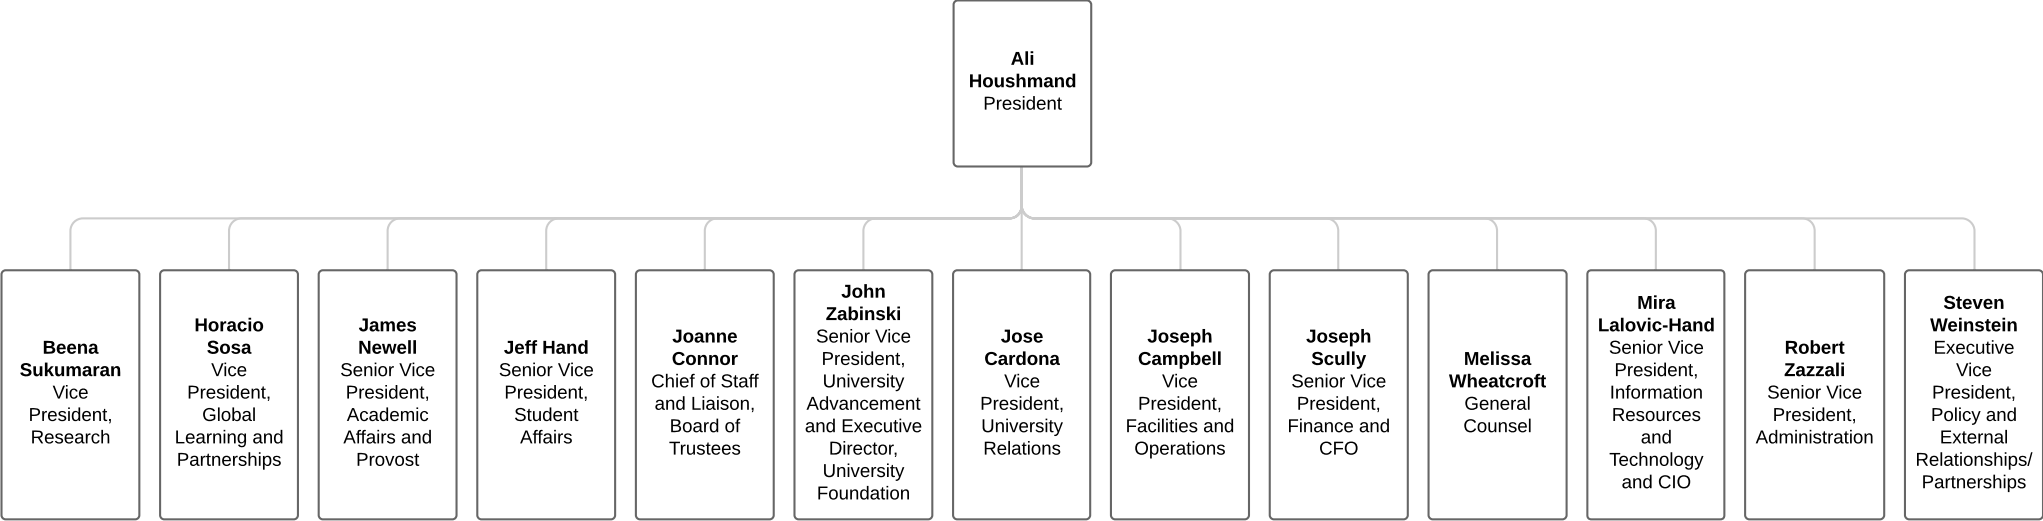 Ali
Houshmand
President
Beena
Sukumaran
Vice
President,
Research
Horacio
Sosa
Vice
President,
Global
Learning and
Partnerships
James
Newell
Senior Vice
President,
Academic
Affairs and
Provost
Jeff Hand
Senior Vice
President,
Student
Affairs
Joanne
Connor
Chief of Staff
and Liaison,
Board of
Trustees
John
Zabinski
Senior Vice
President,
University
Advancement
and Executive
Director,
University
Foundation
Jose
Cardona
Vice
President,
University
Relations
Joseph
Campbell
Vice
President,
Facilities and
Operations
Joseph
Scully
Senior Vice
President,
Finance and
CFO
Melissa
Wheatcroft
General
Counsel
Mira
Lalovic-Hand
Senior Vice
President,
Information
Resources
and
Technology
and CIO
Robert
Zazzali
Senior Vice
President,
Administration
Steven
Weinstein
Executive
Vice
President,
Policy and
External
Relationships/
Partnerships